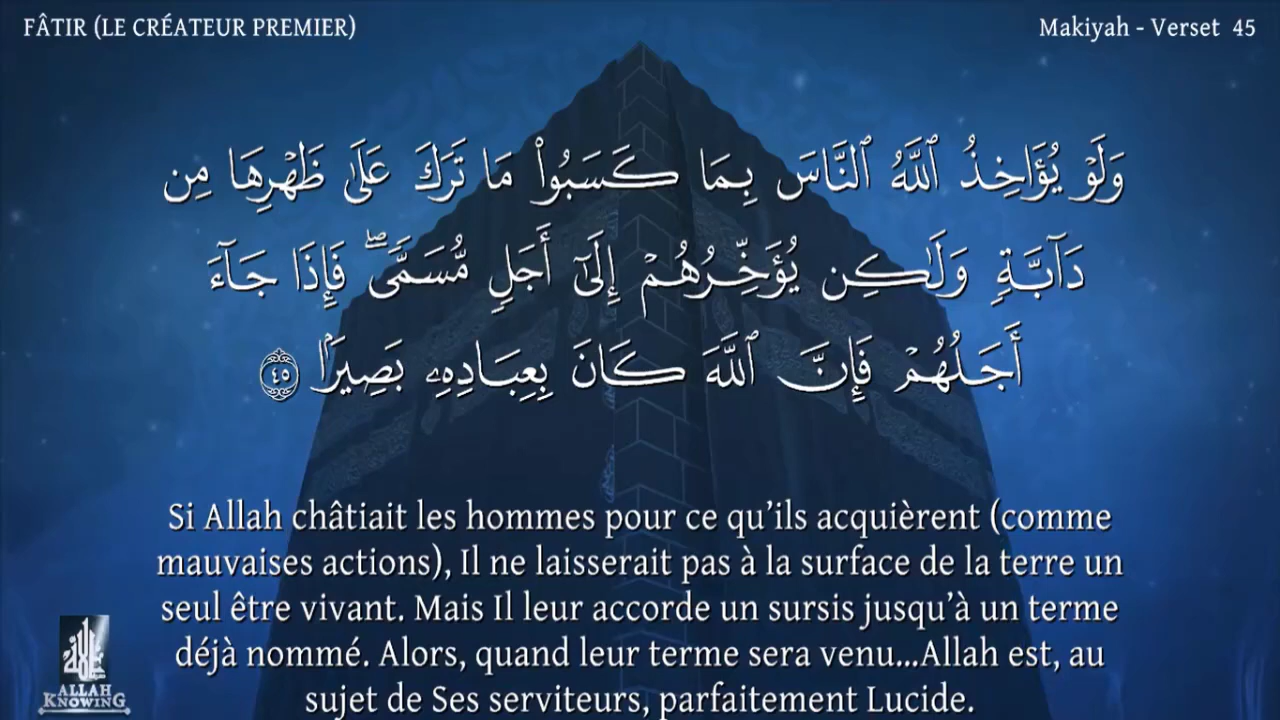 FÂTIR (LE CRÉATEUR PREMIER)
Makiyah - Verset 45
وَلَوْ يُؤَاخِذُ ٱللَّهُ ٱلنَّاسَ بِمَا كَسَبُوا۟ مَا تَرَكَ عَلَىٰ ظَهْرِهَا مِن
دَآبَّةٍ وَلَٰكِن يُؤَخِّرُهُمْ إِلَىٰٓ أَجَلٍ مُّسَمًّى ۖ فَإِذَا جَآءَ
أَجَلُهُمْ فَإِنَّ ٱللَّهَ كَانَ بِعِبَادِهِۦ بَصِيرًۢا ٤٥
Si Allah châtiait les hommes pour ce qu’ils acquièrent (comme
mauvaises actions), Il ne laisserait pas à la surface de la terre un
seul être vivant. Mais Il leur accorde un sursis jusqu’à un terme
déjà nommé. Alors, quand leur terme sera venu...Allah est, au
sujet de Ses serviteurs, parfaitement Lucide.
ALLAH
KNOWING